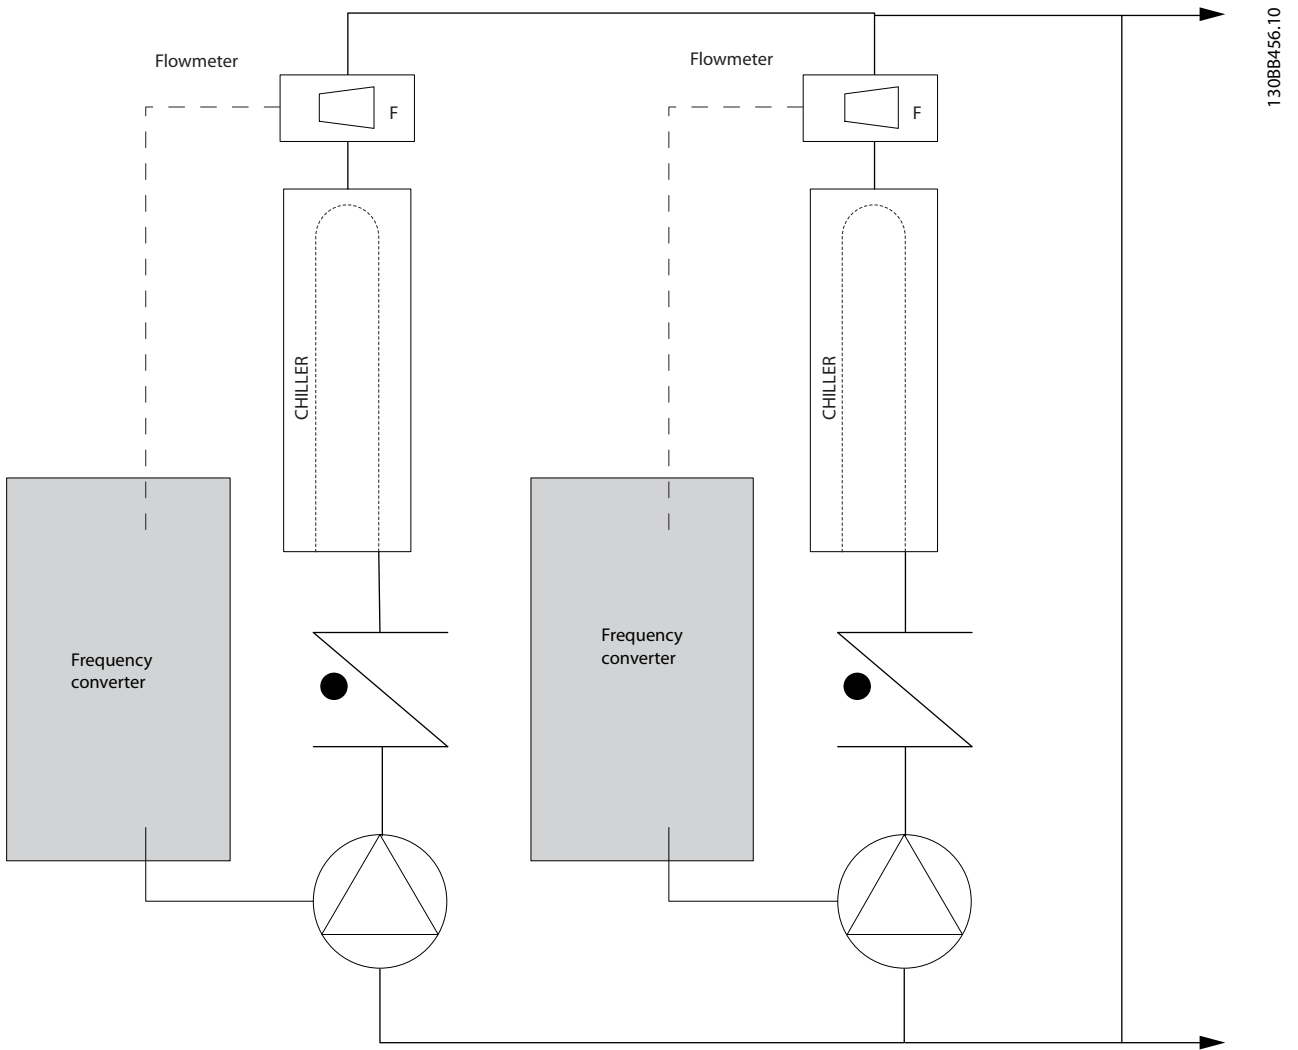 Flowmeter
F
Flowmeter
F
130BB456.10
CHILLER
CHILLER
Frequency
converter
Frequency
converter